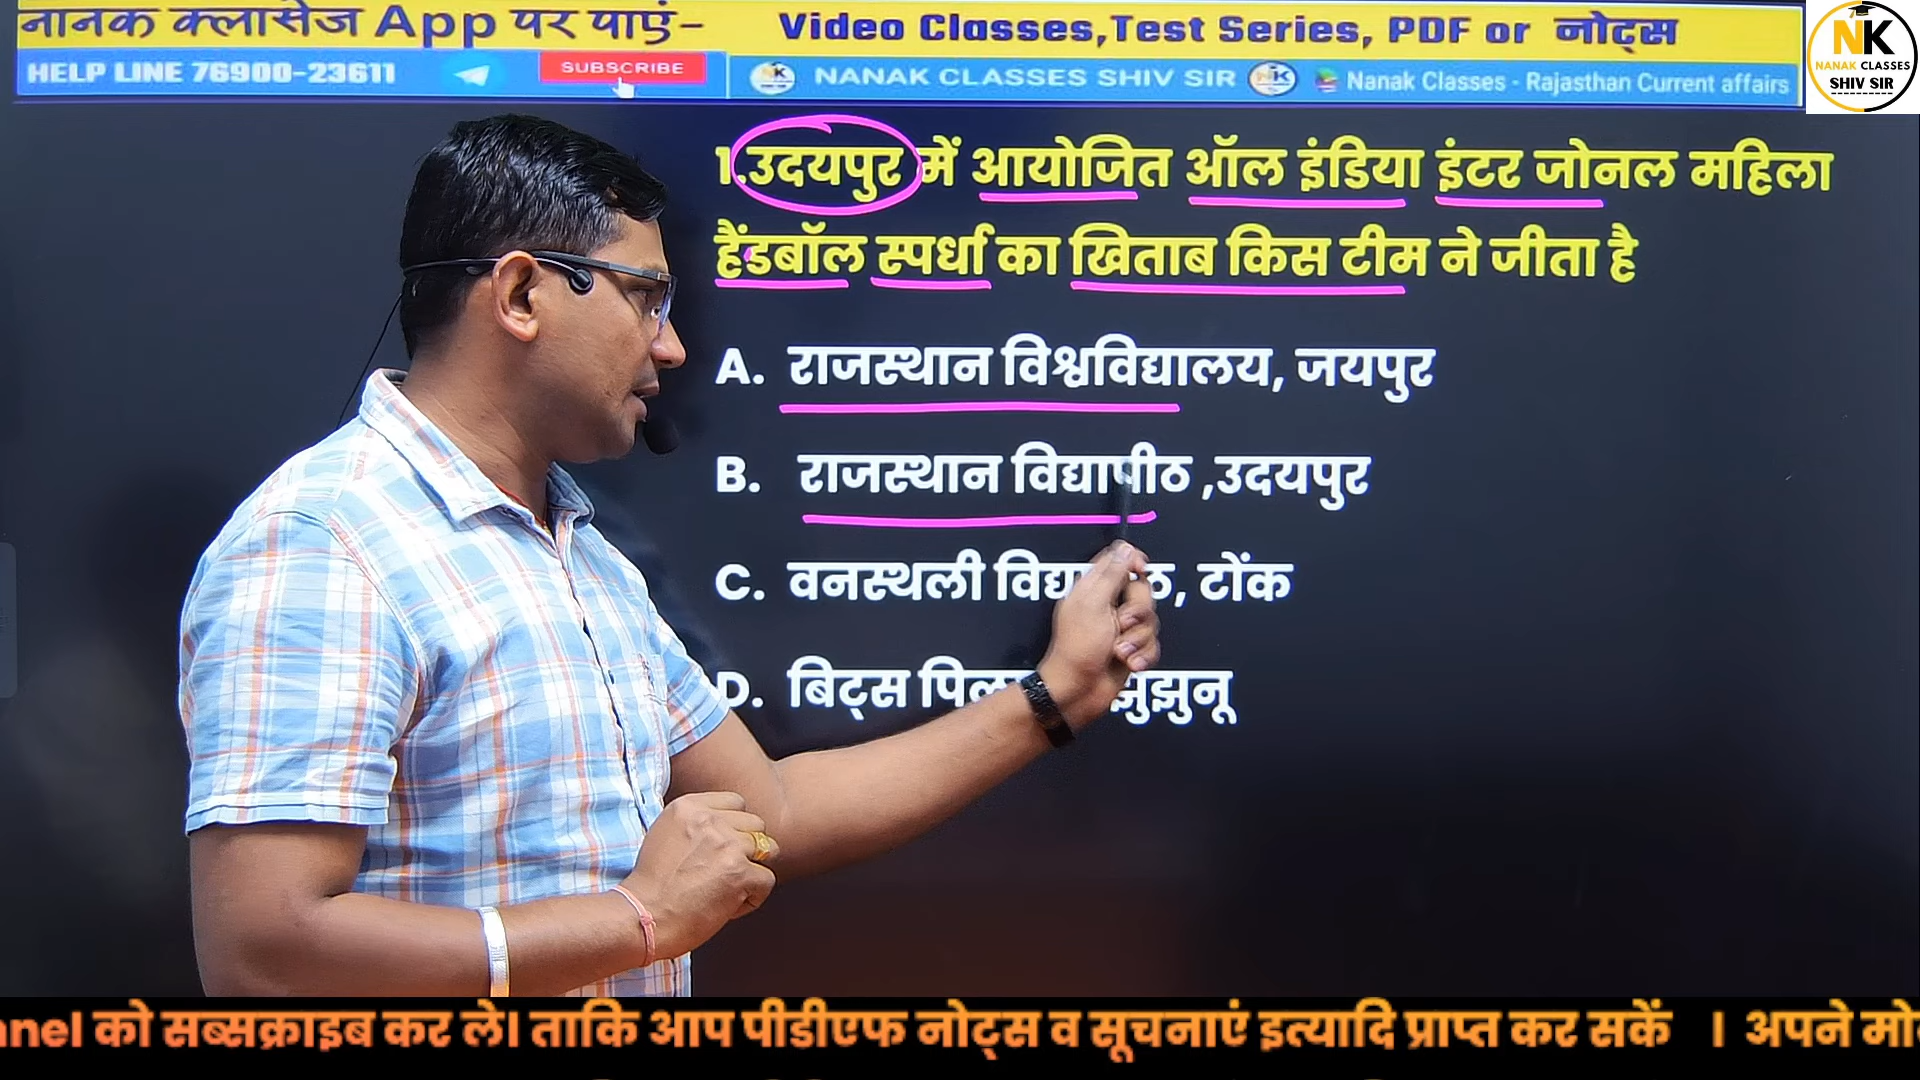 नानक क्लासेज App पर पाएं- Video Classes,Test Series, PDF or नोट्स
HELP LINE 76900-23611 SUBSCRIBE NANAK CLASSES SHIV SIR Nanak Classes - Rajasthan Current affairs
NK
NANAK CLASSES
SHIV SIR
1.उदयपुर में आयोजित ऑल इंडिया इंटर जोनल महिला
हैंडबॉल स्पर्धा का खिताब किस टीम ने जीता है
A. राजस्थान विश्वविद्यालय, जयपुर
B. राजस्थान विद्यापीठ ,उदयपुर
C. वनस्थली टोंक
D. बिट्स झुंझुनू
को सब्सक्राइब कर ले। ताकि आप पीडीएफ नोट्स व सूचनाएं इत्यादि प्राप्त कर सकें । अपने